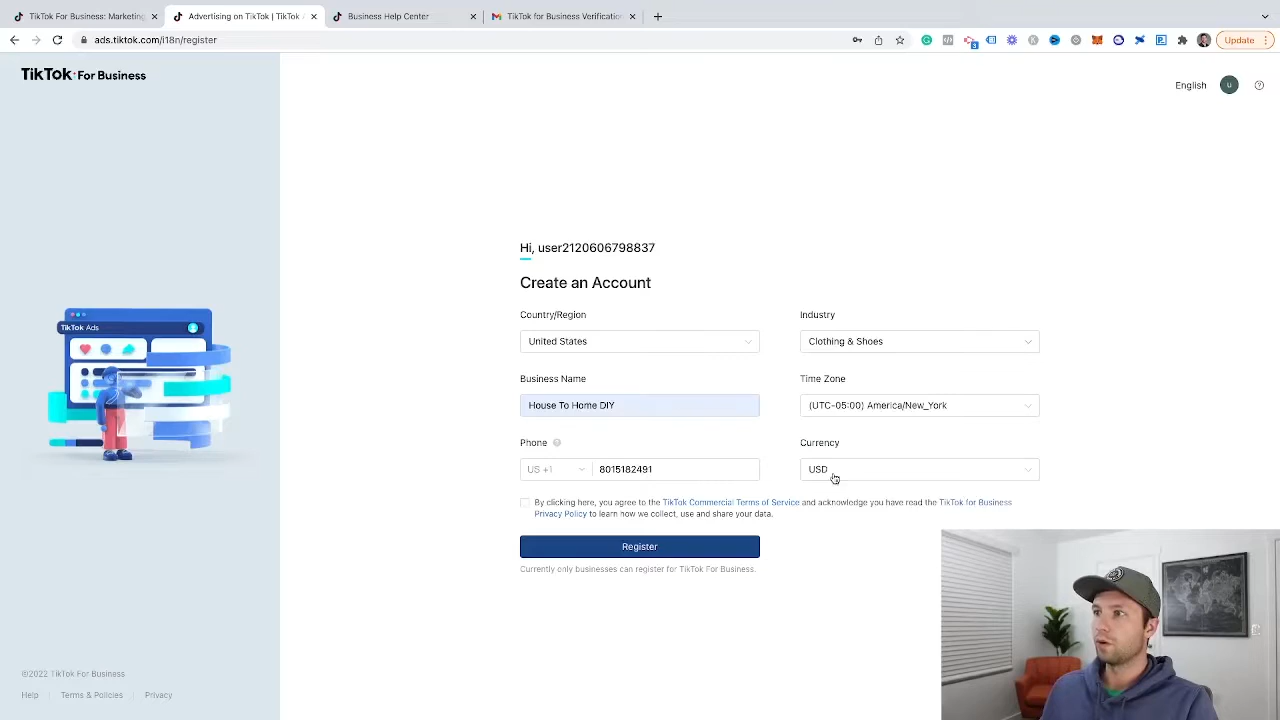 TikTok For Business: Marketing
Advertising on TikTok | TikTok A
Business Help Center
TikTok for Business Verification
ads.tiktok.com/i18n/register
3
Update
TikTok: For Business
English
u
Hi, user2120606798837
Create an Account
Country/Region
Industry
United States
Clothing & Shoes
Business Name
Time Zone
House To Home DIY
(UTC-05:00) America/New_York
Phone
Currency
US +1
8015182491
USD
By clicking here, you agree to the TikTok Commercial Terms of Service and acknowledge you have read the TikTok for Business
Privacy Policy to learn how we collect, use and share your data.
Register
Currently only businesses can register for TikTok For Business.
TikTok Ads
©2022 TikTok For Business
Help
Terms & Policies
Privacy